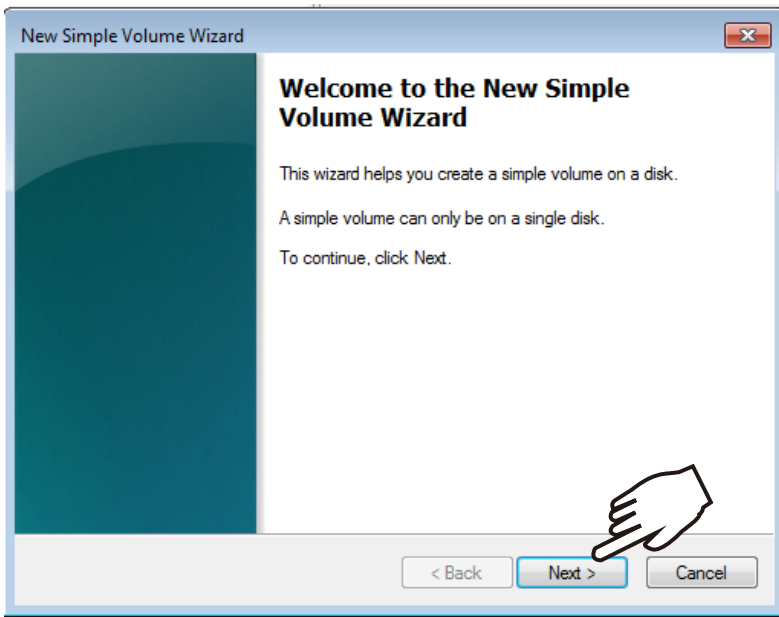 New Simple Volume Wizard
Welcome to the New Simple
Volume Wizard
This wizard helps you create a simple volume on a disk.
A simple volume can only be on a single disk.
To continue, click Next.
< Back
Next >
Cancel